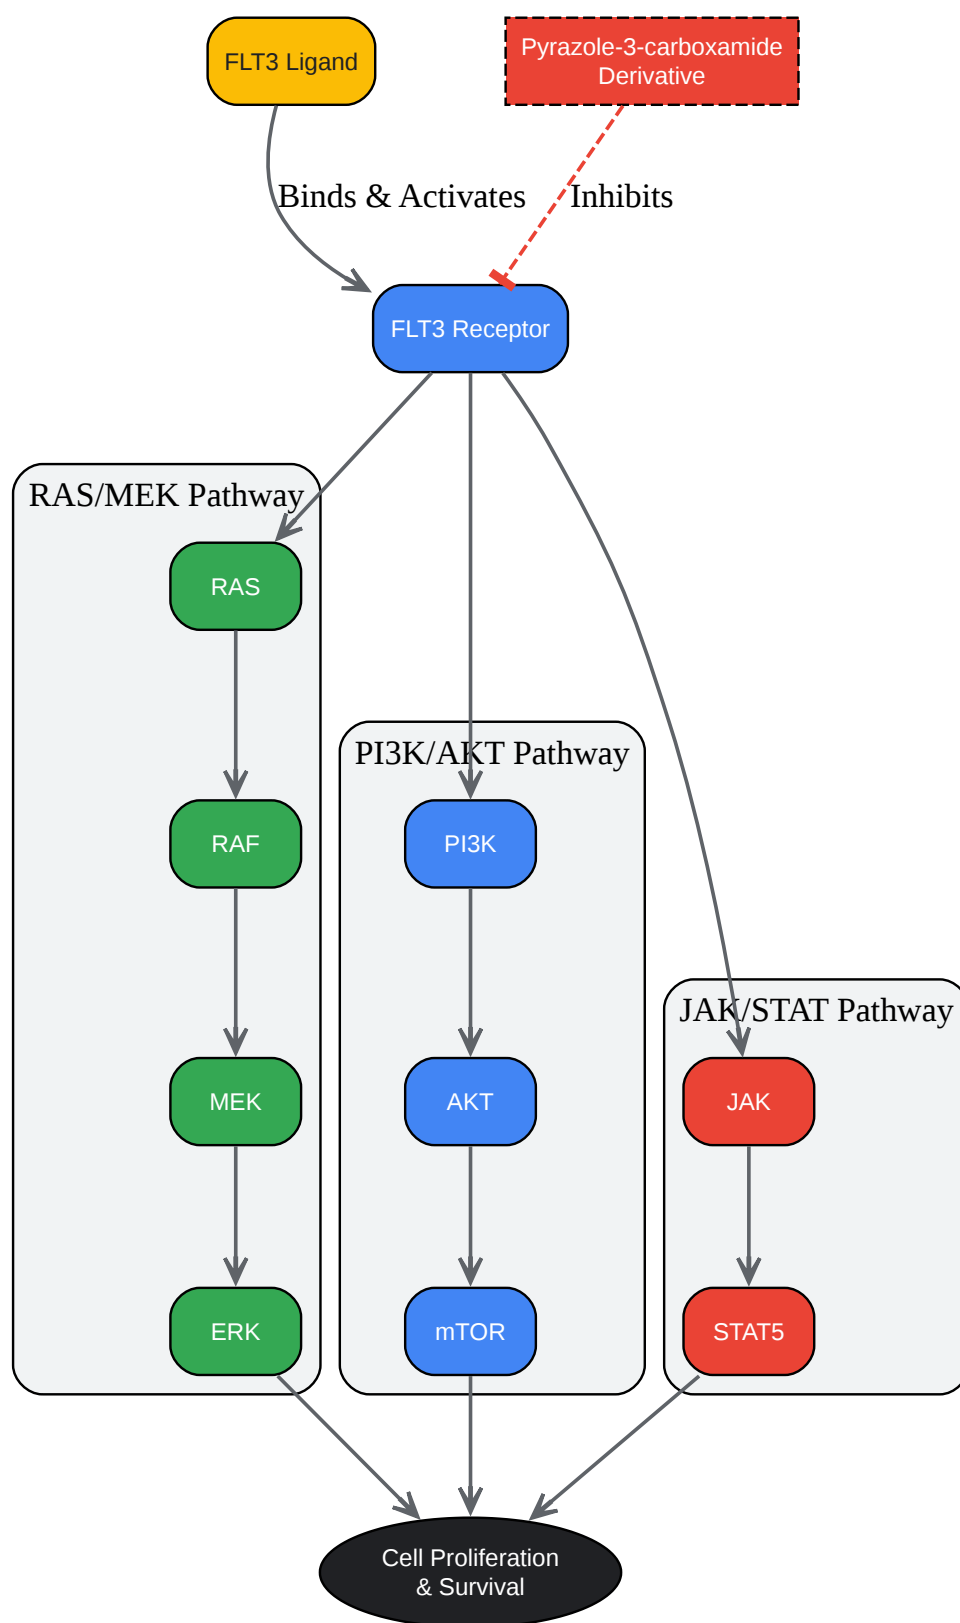 FLT3 Ligand
Pyrazole-3-carboxamide
Derivative
Binds & Activates
Inhibits
FLT3 Receptor
RAS/MEK Pathway
RAS
PI3K/AKT Pathway
RAF
PI3K
JAK/STAT Pathway
MEK
AKT
JAK
ERK
mTOR
STAT5
Cell Proliferation
& Survival